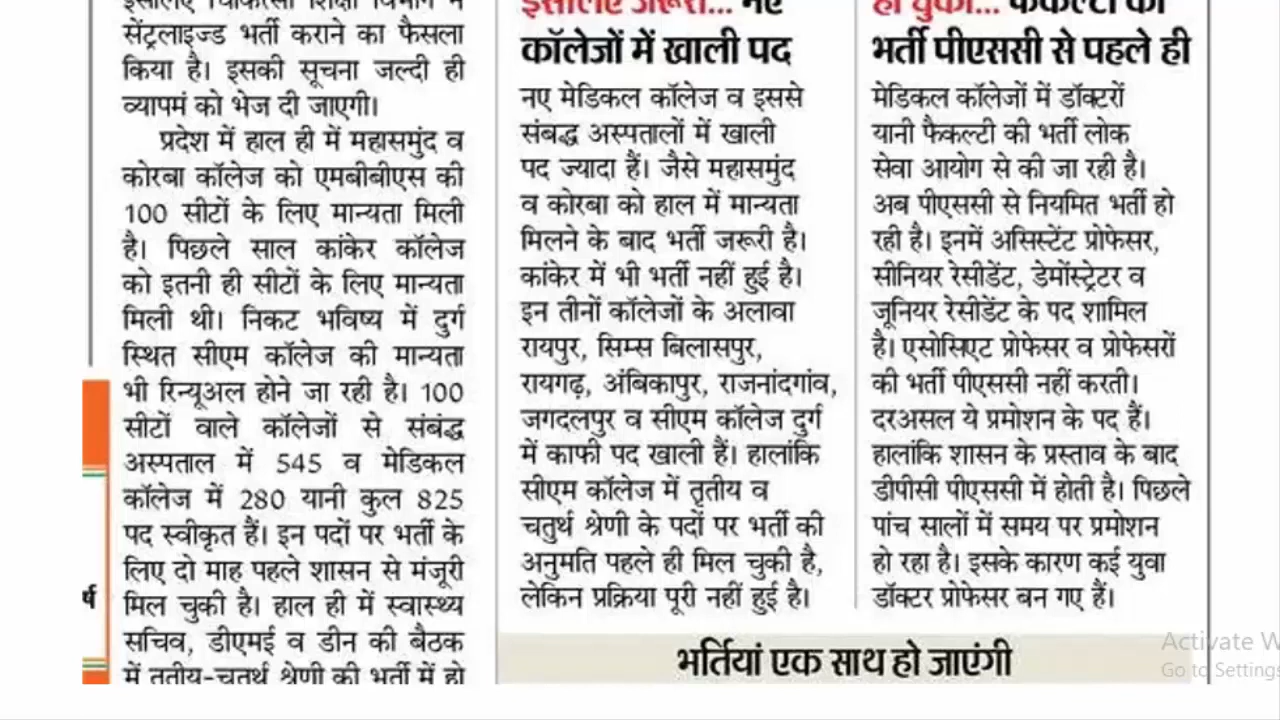 इसलिए चिकित्सा शिक्षा विभाग ने
सेंट्रलाइज्ड भर्ती कराने का फैसला
किया है। इसकी सूचना जल्दी ही
व्यापमं को भेज दी जाएगी।
प्रदेश में हाल ही में महासमुंद व
कोरबा कॉलेज को एमबीबीएस की
100 सीटों के लिए मान्यता मिली
है। पिछले साल कांकेर कॉलेज
को इतनी ही सीटों के लिए मान्यता
मिली थी। निकट भविष्य में दुर्ग
स्थित सीएम कॉलेज की मान्यता
भी रिन्यूअल होने जा रही है। 100
सीटों वाले कॉलेजों से संबंद्ध
अस्पताल में 545 व मेडिकल
कॉलेज में 280 यानी कुल 825
पद स्वीकृत हैं। इन पदों पर भर्ती के
लिए दो माह पहले शासन से मंजूरी
मिल चुकी है। हाल ही में स्वास्थ्य
सचिव, डीएमई व डीन की बैठक
में तृतीय-चतुर्थ श्रेणी की भर्ती में हो
र्ष
इसलिए जरूरी... नए
कॉलेजों में खाली पद
नए मेडिकल कॉलेज व इससे
संबद्ध अस्पतालों में खाली
पद ज्यादा हैं। जैसे महासमुंद
व कोरबा को हाल में मान्यता
मिलने के बाद भर्ती जरूरी है।
कांकेर में भी भर्ती नहीं हुई है।
इन तीनों कॉलेजों के अलावा
रायपुर, सिम्स बिलासपुर,
रायगढ़, अंबिकापुर, राजनांदगांव,
जगदलपुर व सीएम कॉलेज दुर्ग
में काफी पद खाली हैं। हालांकि
सीएम कॉलेज में तृतीय व
चतुर्थ श्रेणी के पदों पर भर्ती की
अनुमति पहले ही मिल चुकी है,
लेकिन प्रक्रिया पूरी नहीं हुई है।
हो चुका... फैकल्टी की
भर्ती पीएससी से पहले ही
मेडिकल कॉलेजों में डॉक्टरों
यानी फैकल्टी की भर्ती लोक
सेवा आयोग से की जा रही है।
अब पीएससी से नियमित भर्ती हो
रही है। इनमें असिस्टेंट प्रोफेसर,
सीनियर रेसीडेंट, डेमोंस्ट्रेटर व
जूनियर रेसीडेंट के पद शामिल
है। एसोसिएट प्रोफेसर व प्रोफेसरों
की भर्ती पीएससी नहीं करती।
दरअसल ये प्रमोशन के पद हैं।
हालांकि शासन के प्रस्ताव के बाद
डीपीसी पीएससी में होती है। पिछले
पांच सालों में समय पर प्रमोशन
हो रहा है। इसके कारण कई युवा
डॉक्टर प्रोफेसर बन गए हैं।
भर्तियां एक साथ हो जाएंगी
Activate W
Go to Settings